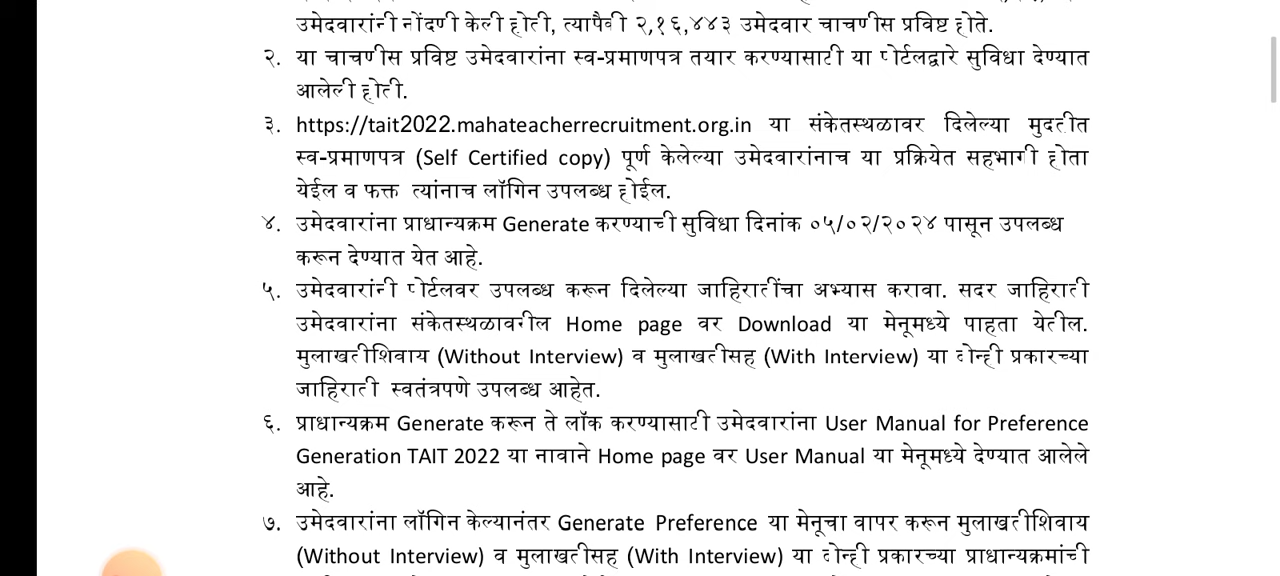 उमेदवारांनी नोंदणी केली होती, त्यापैकी २,१६,४४३ उमेदवार चाचणीस प्रविष्ट होते.
२. या चाचणीस प्रविष्ट उमेदवारांना स्व-प्रमाणपत्र तयार करण्यासाठी या पोर्टलद्वारे सुविधा देण्यात
आलेली होती.
३. https://tait2022.mahateacherrecruitment.org.in या संकेतस्थळावर दिलेल्या मुदतीत
स्व-प्रमाणपत्र (Self Certified copy) पूर्ण केलेल्या उमेदवारांनाच या प्रक्रियेत सहभागी होता
येईल व फक्त त्यांनाच लॉगिन उपलब्ध होईल.
४. उमेदवारांना प्राधान्यक्रम Generate करण्याची सुविधा दिनांक ०५/०२/२०२४ पासून उपलब्ध
करून देण्यात येत आहे.
५. उमेदवारांनी पोर्टलवर उपलब्ध करून दिलेल्या जाहिरातींचा अभ्यास करावा. सदर जाहिराती
उमेदवारांना संकेतस्थळावरील Home page वर Download या मेनूमध्ये पाहता येतील.
मुलाखतीशिवाय (Without Interview) व मुलाखतीसह (With Interview) या दोन्ही प्रकारच्या
जाहिराती स्वतंत्रपणे उपलब्ध आहेत.
६. प्राधान्यक्रम Generate करून ते लॉक करण्यासाठी उमेदवारांना User Manual for Preference
Generation TAIT 2022 या नावाने Home page वर User Manual या मेनूमध्ये देण्यात आलेले
आहे.
७. उमेदवारांना लॉगिन केल्यानंतर Generate Preference या मेनूचा वापर करून मुलाखतीशिवाय
(Without Interview) व मुलाखतीसह (With Interview) या दोन्ही प्रकारच्या प्राधान्यक्रमांची